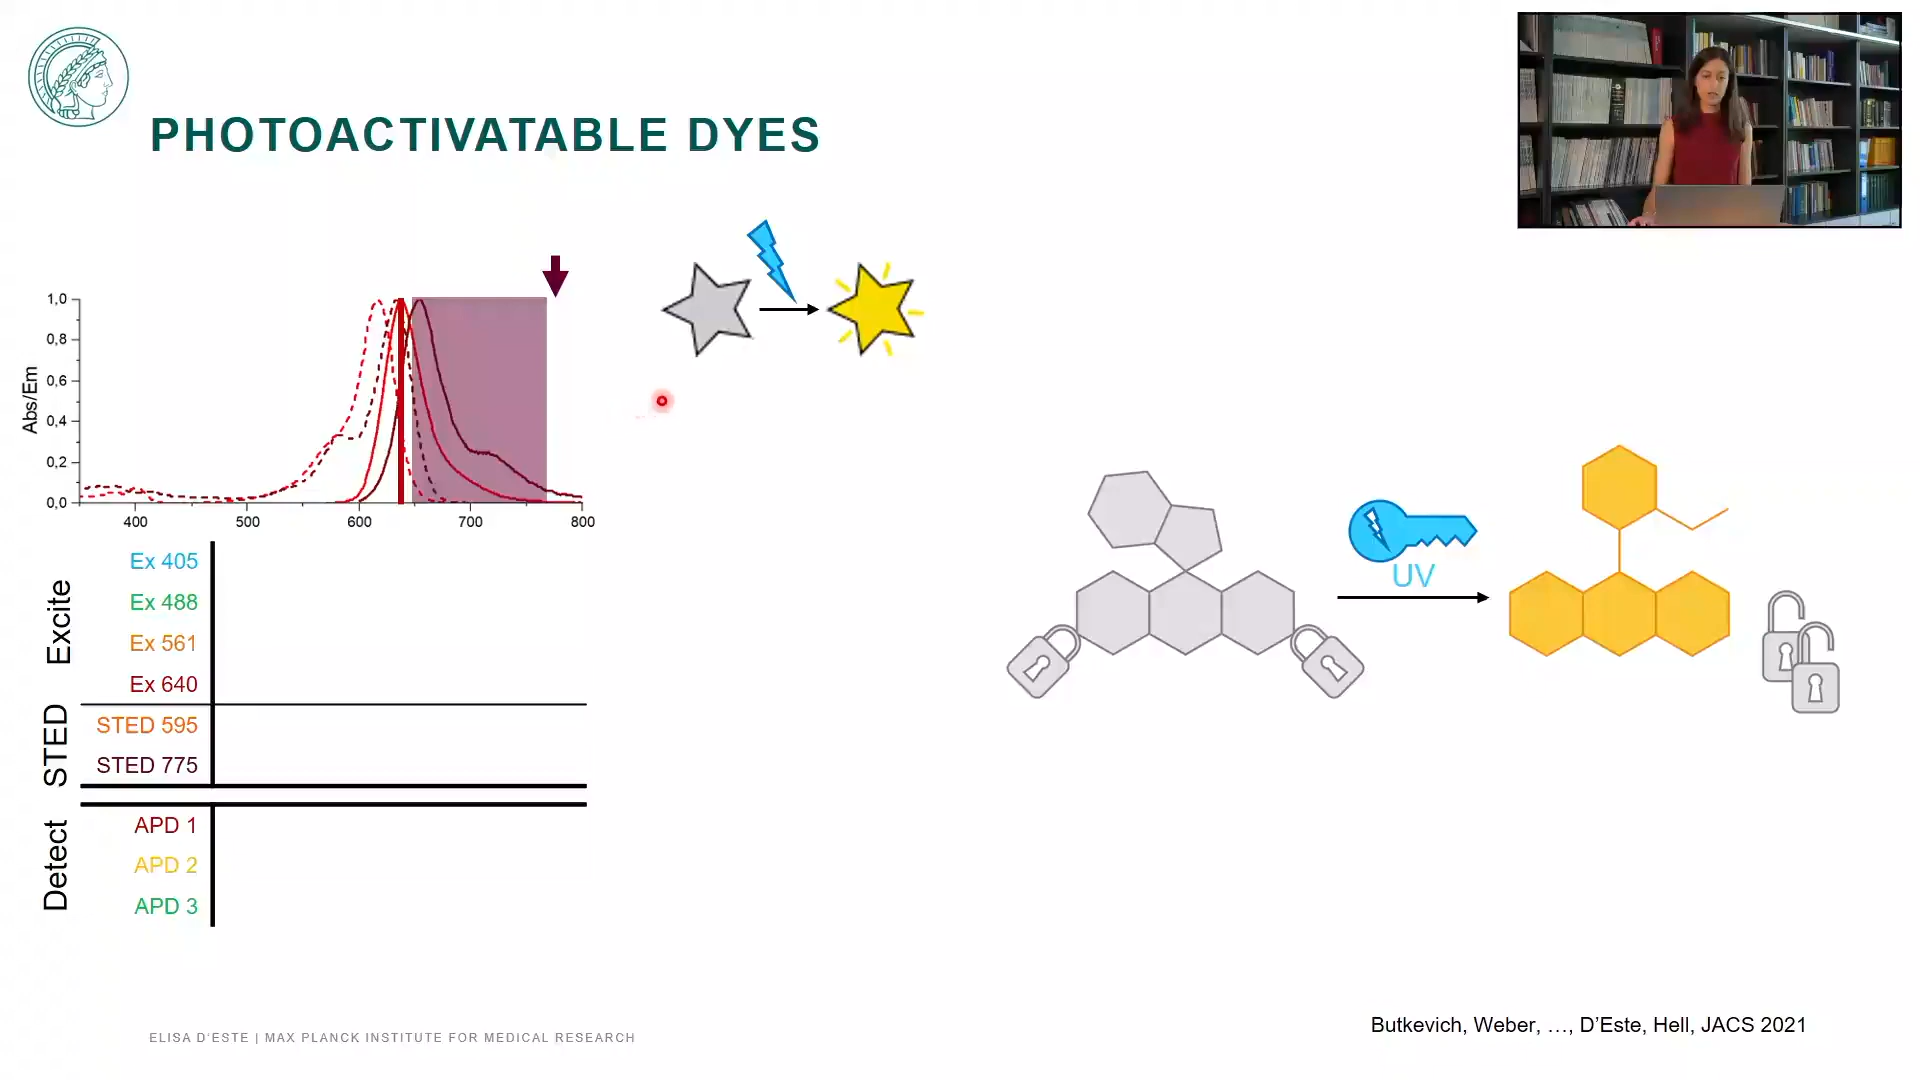 PHOTOACTIVATABLE DYES
Abs/Em
1,0
0,8
0,6
0,4
0,2
0,0
400 500 600 700 800
Excite
Ex 405
Ex 488
Ex 561
Ex 640
STED
STED 595
STED 775
Detect
APD 1
APD 2
APD 3
UV
Butkevich, Weber, …, D’Este, Hell, JACS 2021
ELISA D’ESTE | MAX PLANCK INSTITUTE FOR MEDICAL RESEARCH